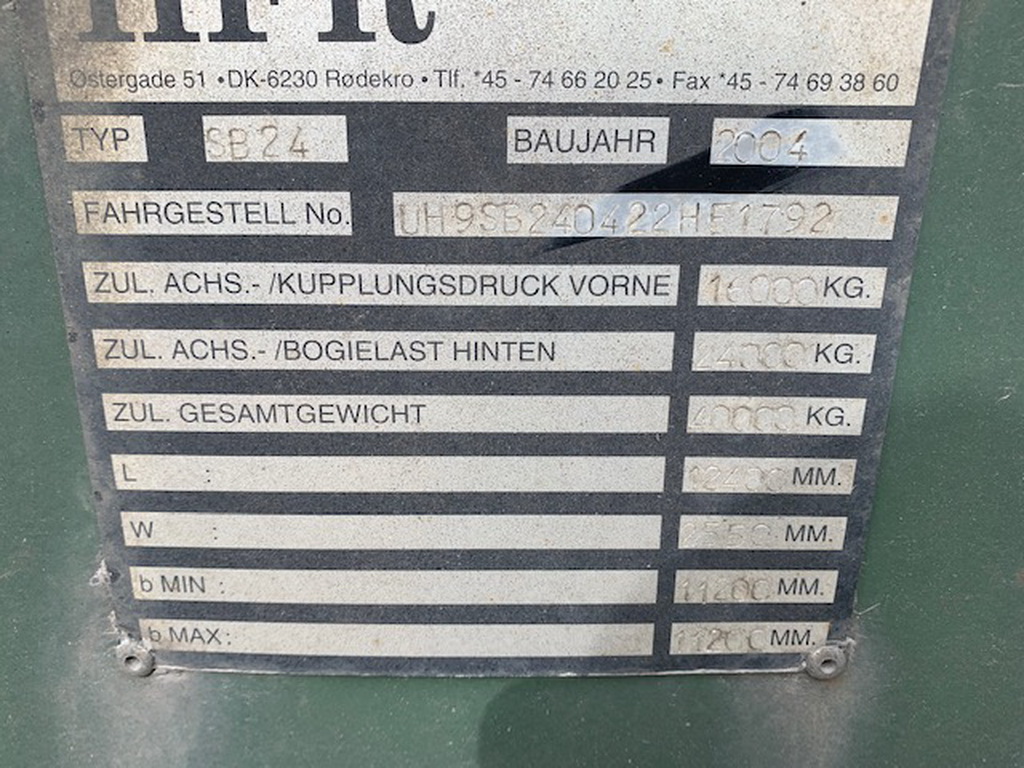 HFR
Østergade 51 • DK-6230 Rødekro • Tlf. *45 - 74 66 20 25 • Fax *45 - 74 69 38 60
TYP SB24 BAUJAHR 2004
FAHRGESTELL No. UH9SB240422HF1792
ZUL. ACHS.- /KUPPLUNGSDRUCK VORNE 16000 KG.
ZUL. ACHS.- /BOGIELAST HINTEN 24000 KG.
ZUL. GESAMTGEWICHT 40000 KG.
L : 12400 MM.
W : 2550 MM.
b MIN : 11200 MM.
b MAX : 11200 MM.